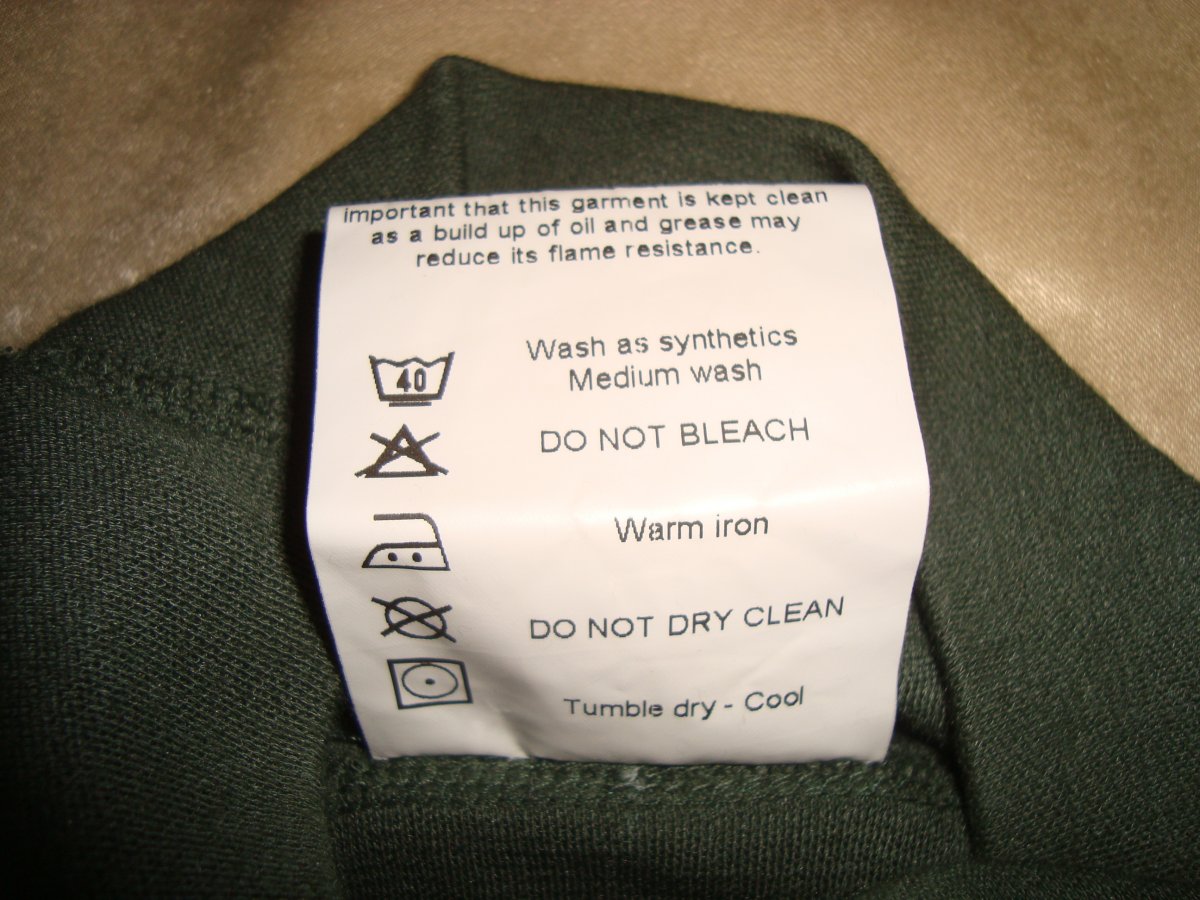 important that this garment is kept clean
as a build up of oil and grease may
reduce its flame resistance.
Wash as synthetics
40
Medium wash
DO NOT BLEACH
Warm iron
DO NOT DRY CLEAN
Tumble dry - Cool